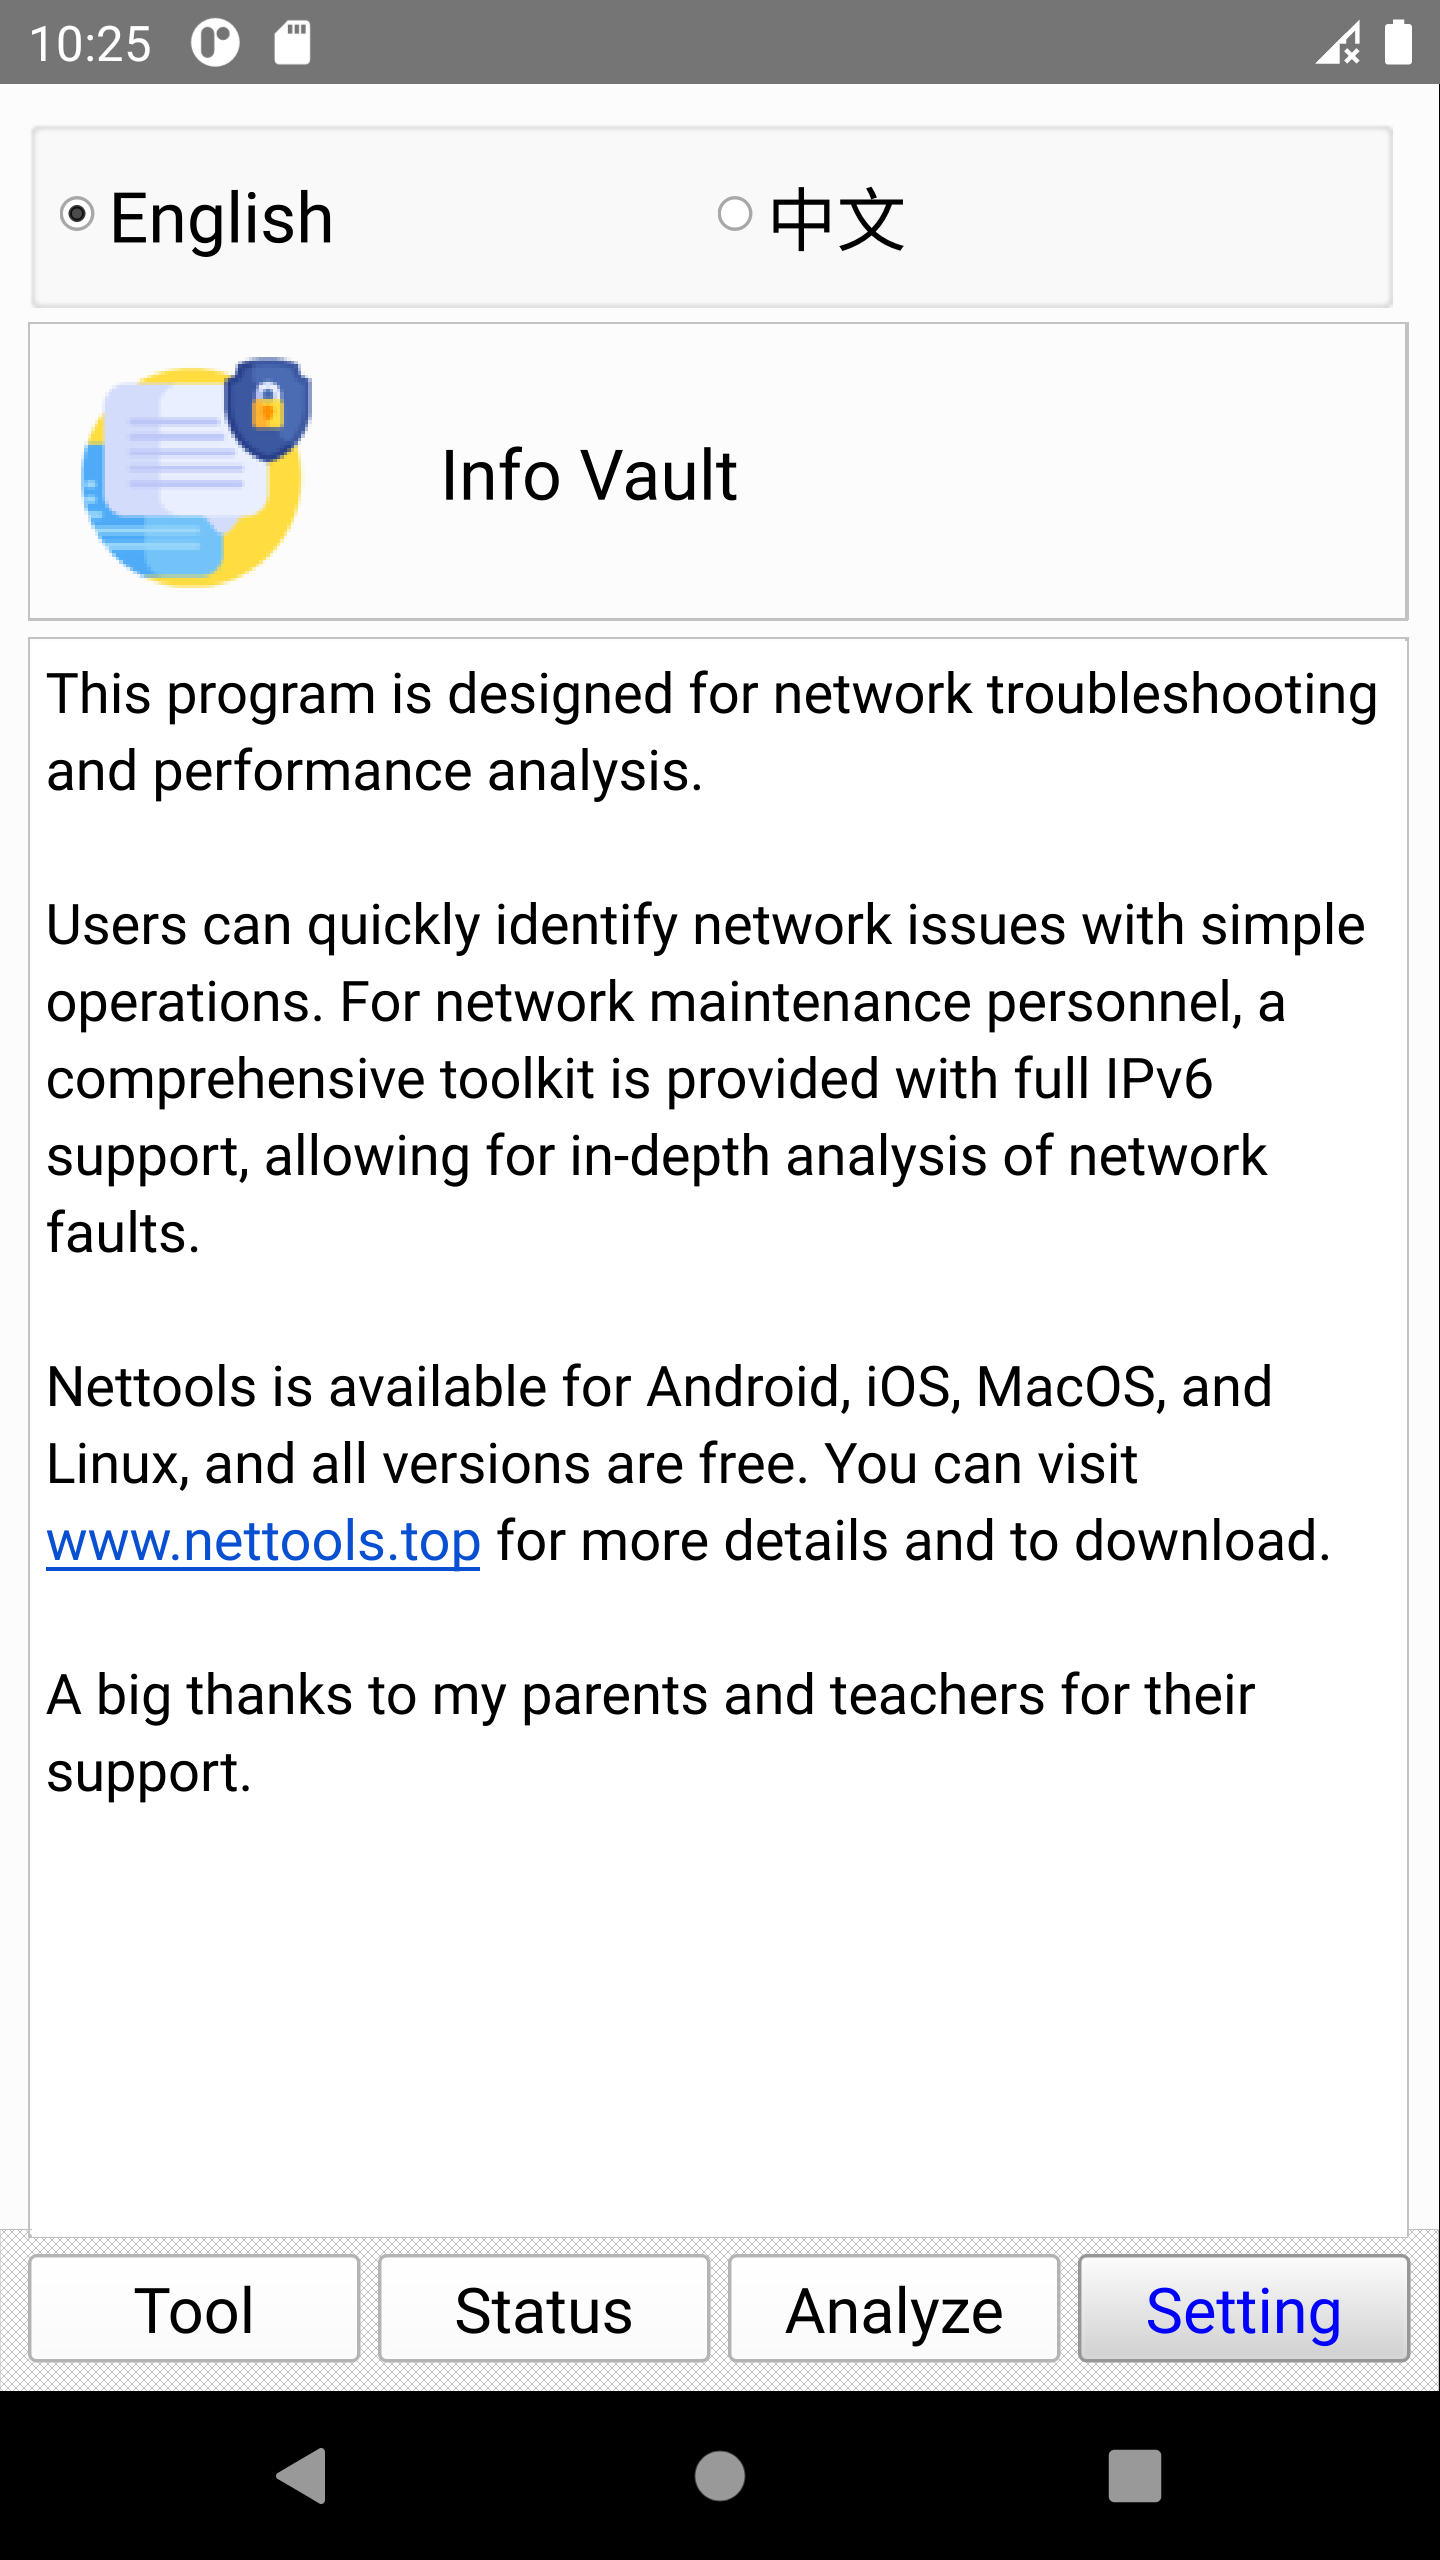 10:25
English
中文
Info Vault
This program is designed for network troubleshooting
and performance analysis.
Users can quickly identify network issues with simple
operations. For network maintenance personnel, a
comprehensive toolkit is provided with full IPv6
support, allowing for in-depth analysis of network
faults.
Nettools is available for Android, iOS, MacOS, and
Linux, and all versions are free. You can visit
www.nettools.top for more details and to download.
A big thanks to my parents and teachers for their
support.
Tool
Status
Analyze
Setting